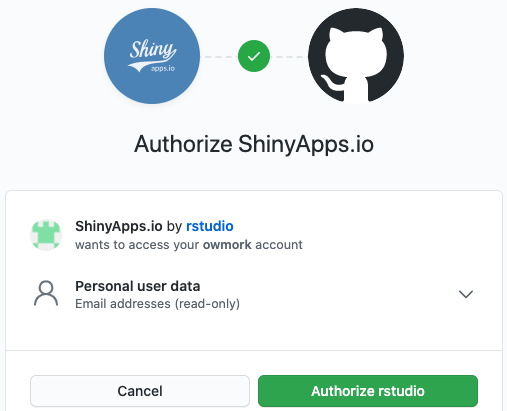 Shiny
apps.io
Authorize ShinyApps.io
ShinyApps.io by rstudio
wants to access your owmork account
Personal user data
Email addresses (read-only)
Cancel
Authorize rstudio